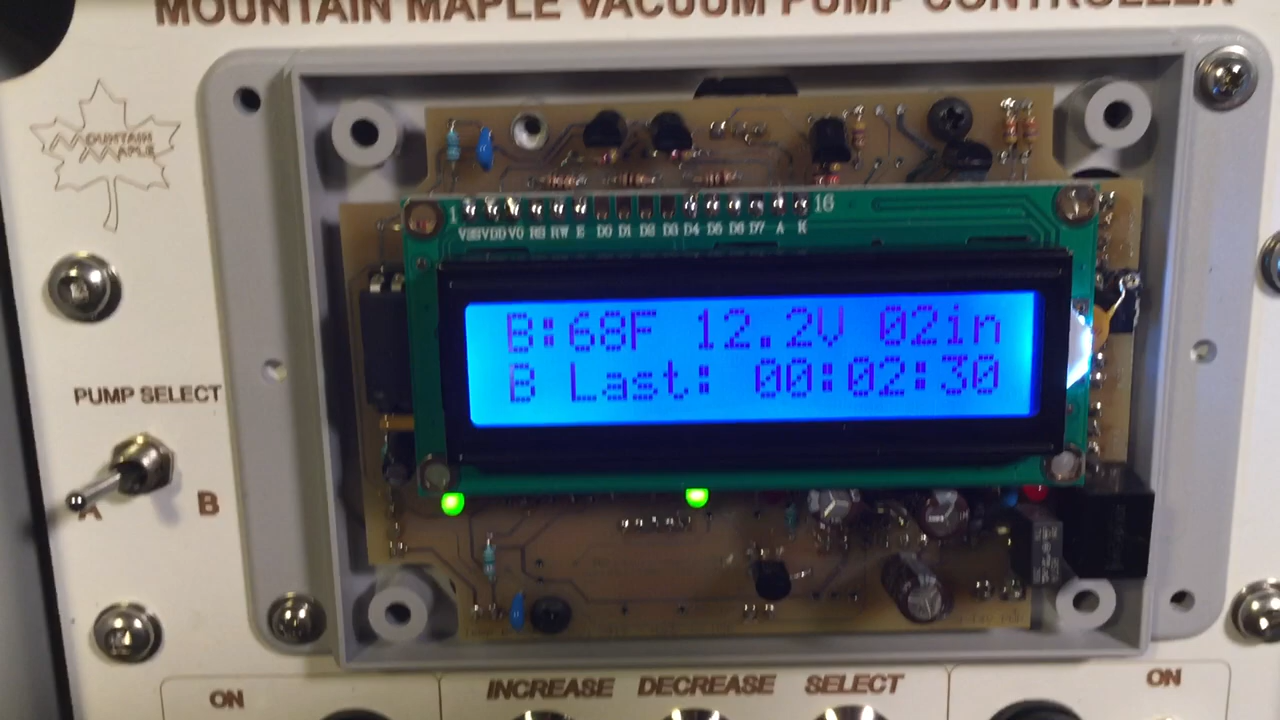 MOUNTAIN MAPLE VACUUM PUMP CONTROLLER
MOUNTAIN
MAPLE
1 16
VSS VDD VO RS RW E D0 D1 D2 D3 D4 D5 D6 D7 A K
B:68F 12.2V 02in
B Last: 00:02:30
PUMP SELECT
A B
ON
INCREASE DECREASE SELECT
ON